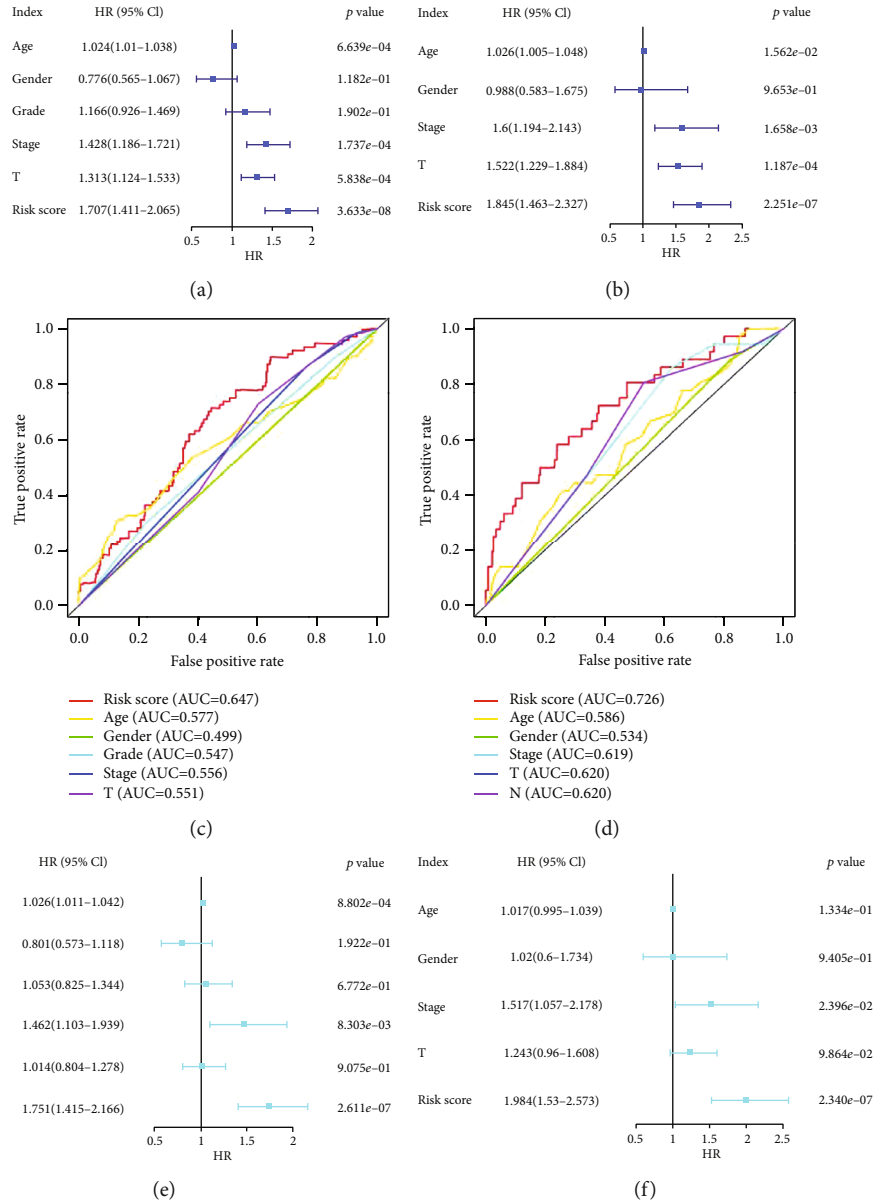 Index HR (95% CI) p value
Age 1.024(1.01–1.038) 6.639e–04
Gender 0.776(0.565–1.067) 1.182e–01
Grade 1.166(0.926–1.469) 1.902e–01
Stage 1.428(1.186–1.721) 1.737e–04
T 1.313(1.124–1.533) 5.838e–04
Risk score 1.707(1.411–2.065) 3.633e–08
0.5 1 1.5 2
HR
(a)
Index HR (95% CI) p value
Age 1.026(1.005–1.048) 1.562e–02
Gender 0.988(0.583–1.675) 9.653e–01
Stage 1.6(1.194–2.143) 1.658e–03
T 1.522(1.229–1.884) 1.187e–04
Risk score 1.845(1.463–2.327) 2.251e–07
0.5 1 1.5 2 2.5
HR
(b)
True positive rate
1.0
0.8
0.6
0.4
0.2
0.0
0.0 0.2 0.4 0.6 0.8 1.0
False positive rate
Risk score (AUC=0.647)
Age (AUC=0.577)
Gender (AUC=0.499)
Grade (AUC=0.547)
Stage (AUC=0.556)
T (AUC=0.551)
(c)
True positive rate
1.0
0.8
0.6
0.4
0.2
0.0
0.0 0.2 0.4 0.6 0.8 1.0
False positive rate
Risk score (AUC=0.726)
Age (AUC=0.586)
Gender (AUC=0.534)
Stage (AUC=0.619)
T (AUC=0.620)
N (AUC=0.620)
(d)
HR (95% CI) p value
1.026(1.011–1.042) 8.802e–04
0.801(0.573–1.118) 1.922e–01
1.053(0.825–1.344) 6.772e–01
1.462(1.103–1.939) 8.303e–03
1.014(0.804–1.278) 9.075e–01
1.751(1.415–2.166) 2.611e–07
0.5 1 1.5 2
HR
(e)
Index HR (95% CI) p value
Age 1.017(0.995–1.039) 1.334e–01
Gender 1.02(0.6–1.734) 9.405e–01
Stage 1.517(1.057–2.178) 2.396e–02
T 1.243(0.96–1.608) 9.864e–02
Risk score 1.984(1.53–2.573) 2.340e–07
0.5 1 1.5 2 2.5
HR
(f)